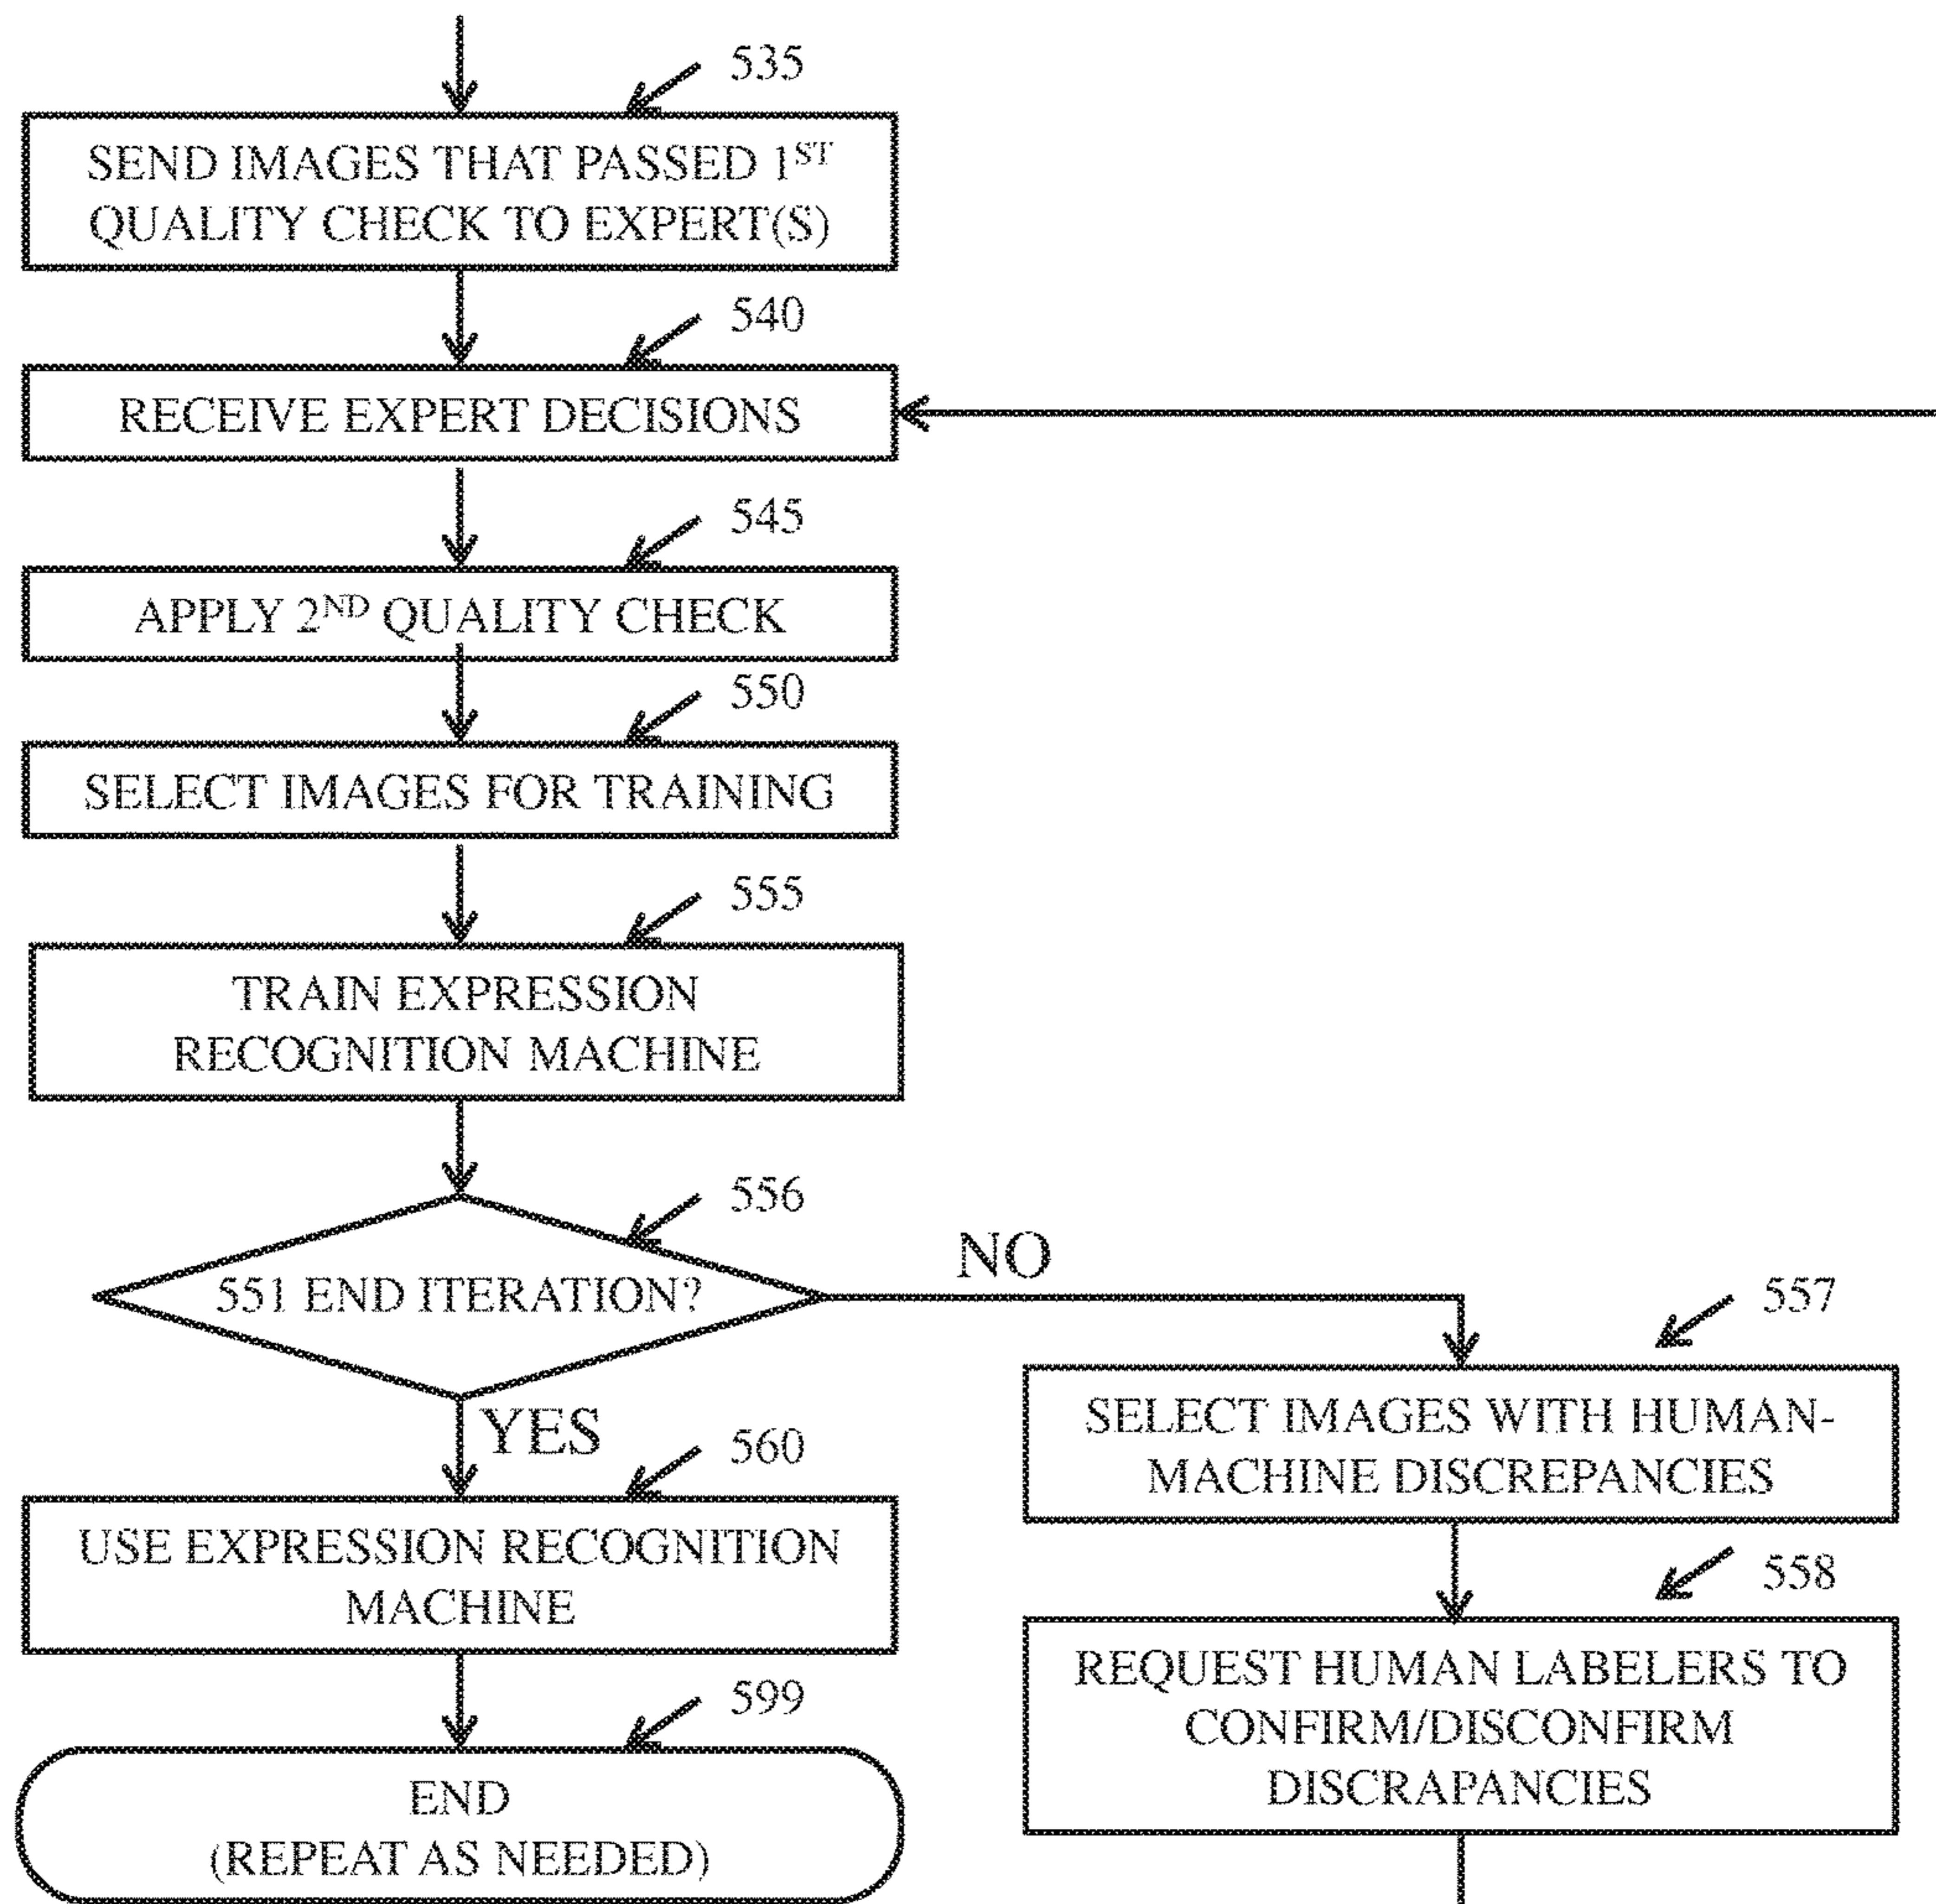 535
SEND IMAGES THAT PASSED 1ST
QUALITY CHECK TO EXPERT(S)
540
RECEIVE EXPERT DECISIONS
545
APPLY 2ND QUALITY CHECK
550
SELECT IMAGES FOR TRAINING
555
TRAIN EXPRESSION
RECOGNITION MACHINE
556
551 END ITERATION?
NO
YES
557
SELECT IMAGES WITH HUMAN-
MACHINE DISCREPANCIES
558
REQUEST HUMAN LABELERS TO
CONFIRM/DISCONFIRM
DISCRAPANCIES
560
USE EXPRESSION RECOGNITION
MACHINE
599
END
(REPEAT AS NEEDED)